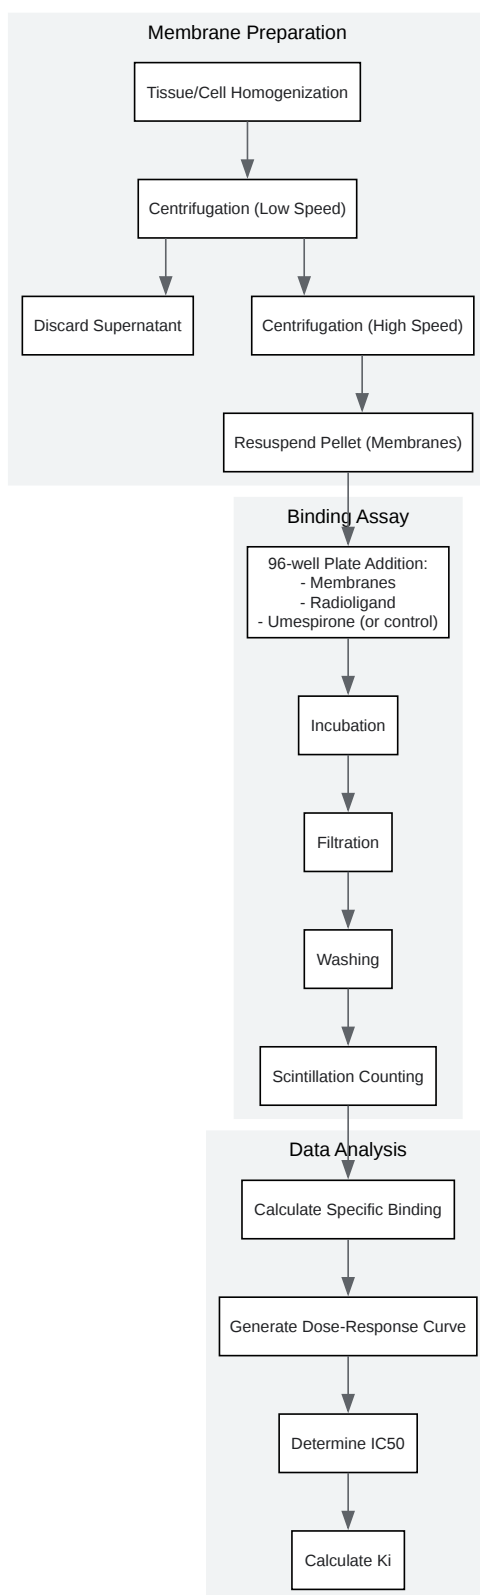 Membrane Preparation
Tissue/Cell Homogenization
Centrifugation (Low Speed)
Discard Supernatant
Centrifugation (High Speed)
Resuspend Pellet (Membranes)
Binding Assay
96-well Plate Addition:
- Membranes
- Radioligand
- Umespirone (or control)
Incubation
Filtration
Washing
Scintillation Counting
Data Analysis
Calculate Specific Binding
Generate Dose-Response Curve
Determine IC50
Calculate Ki